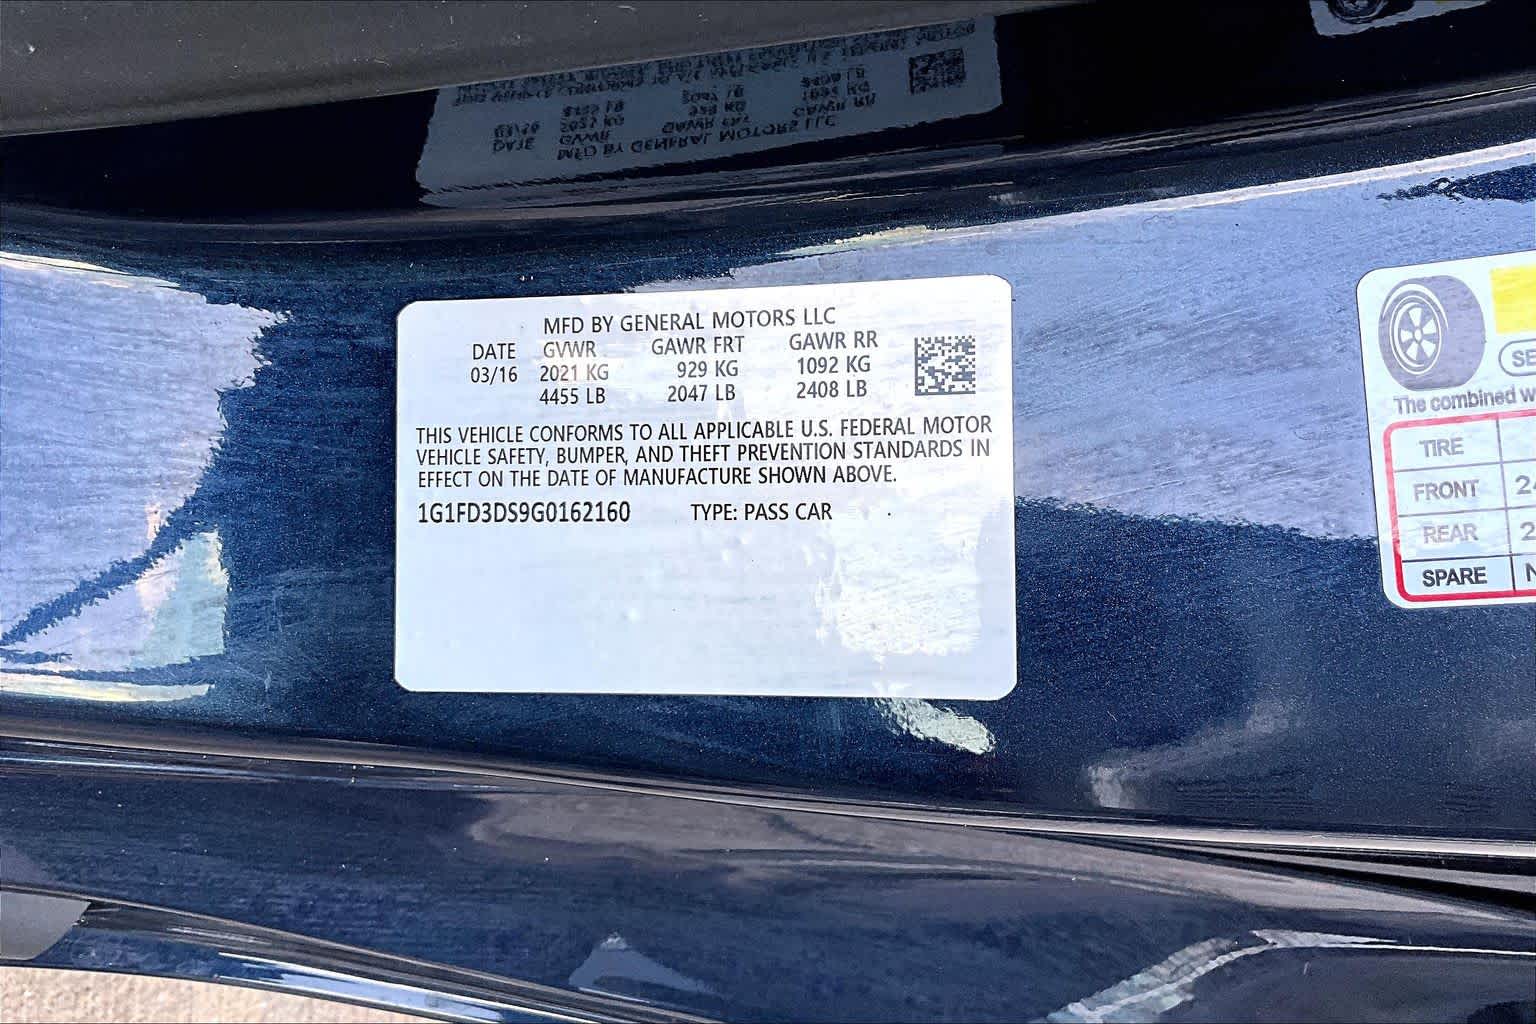 MFD BY GENERAL MOTORS LLC
DATE GVWR GAWR FRT GAWR RR
03/16 2021 KG 929 KG 1092 KG
4455 LB 2047 LB 2408 LB
THIS VEHICLE CONFORMS TO ALL APPLICABLE U.S. FEDERAL MOTOR
VEHICLE SAFETY, BUMPER, AND THEFT PREVENTION STANDARDS IN
EFFECT ON THE DATE OF MANUFACTURE SHOWN ABOVE.
1G1FD3DS9G0162160 TYPE: PASS CAR
The combined
TIRE
FRONT
REAR
SPARE